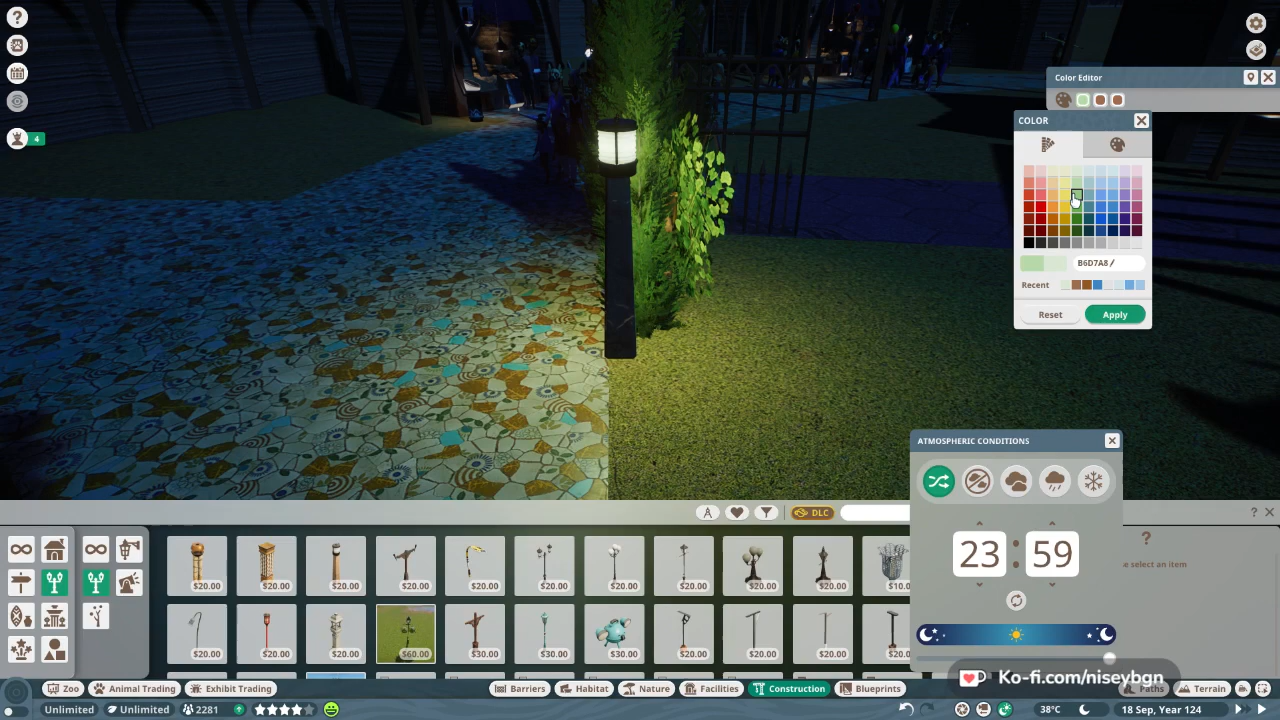 4
Color Editor
COLOR
B6D7A8
Recent
Reset
Apply
ATMOSPHERIC CONDITIONS
23 : 59
DLC
?
$20.00 $20.00 $20.00 $20.00 $20.00 $20.00 $20.00 $20.00 $20.00 $20.00
e select an item
$20.00 $20.00 $20.00 $60.00 $30.00 $30.00 $30.00 $20.00 $20.00 $20.00
Ko-fi.com/niseybgn
Zoo Animal Trading Exhibit Trading Barriers Habitat Nature Facilities Construction Blueprints Paths Terrain
Unlimited Unlimited 2281 38°C 18 Sep, Year 124